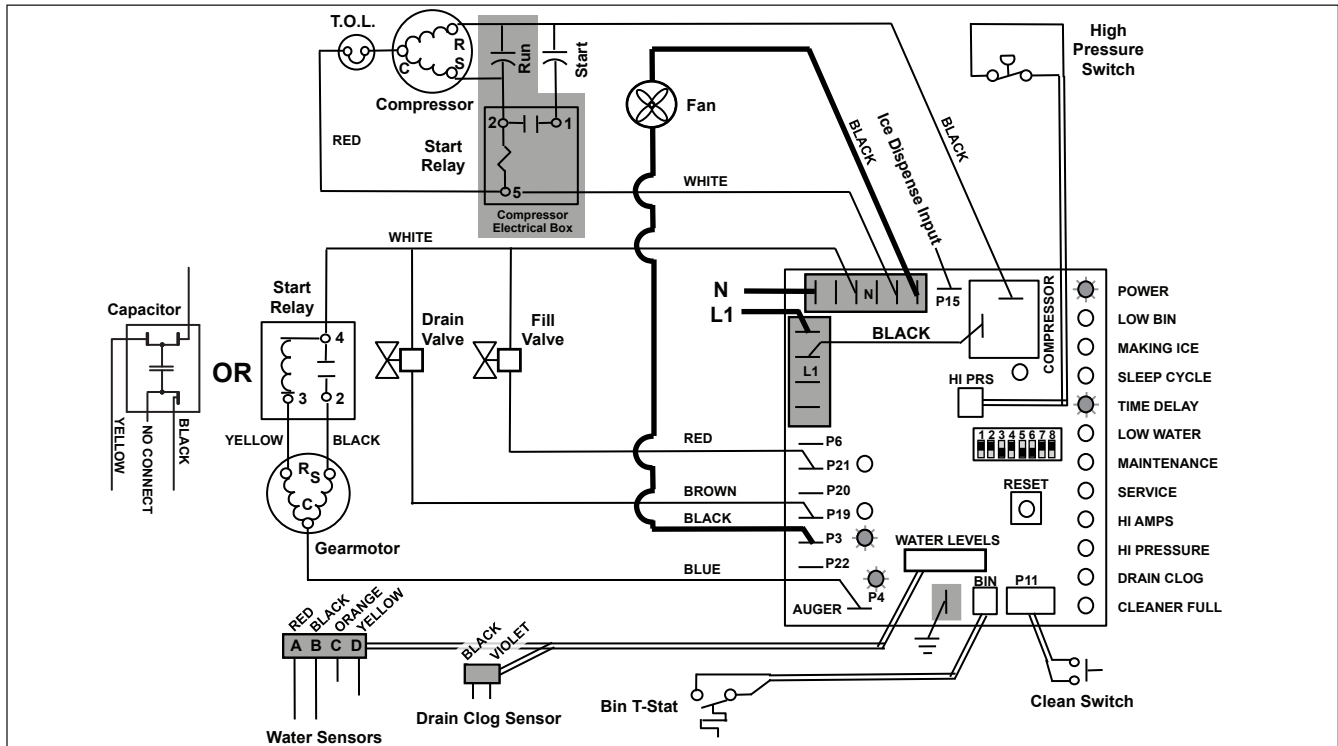 T.O.L.
R
S
C
Compressor
Run
Start
2
1
Start
Relay
5
Compressor
Electrical Box
RED
WHITE
Fan
BLACK
Ice Dispense Input
BLACK
High
Pressure
Switch
WHITE
Capacitor
YELLOW
NO CONNECT
BLACK
OR
Start
Relay
4
3
2
YELLOW
BLACK
R
S
C
Gearmotor
Drain
Valve
Fill
Valve
N
L1
N
P15
L1
BLACK
COMPRESSOR
HI PRS
1 2 3 4 5 6 7 8
RESET
RED
P6
P21
P20
BROWN
P19
BLACK
P3
P22
BLUE
P4
AUGER
WATER LEVELS
BIN
P11
POWER
LOW BIN
MAKING ICE
SLEEP CYCLE
TIME DELAY
LOW WATER
MAINTENANCE
SERVICE
HI AMPS
HI PRESSURE
DRAIN CLOG
CLEANER FULL
RED
BLACK
ORANGE
YELLOW
A B C D
Water Sensors
BLACK
VIOLET
Drain Clog Sensor
Bin T-Stat
Clean Switch